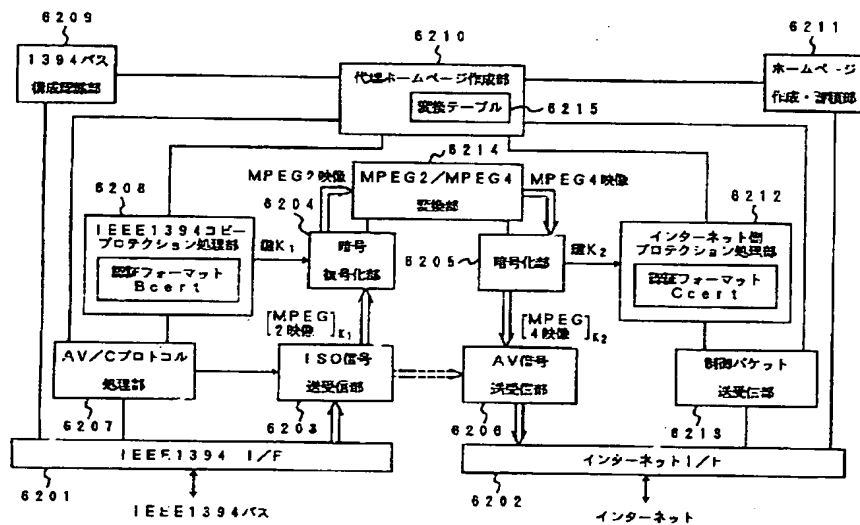 6209
1394バス
構成認識部
6210
代理ホームページ作成部
変換テーブル
6215
6211
ホームページ
作成・蓄積部
6214
MPEG2映像
MPEG2/MPEG4
変換部
MPEG4映像
6208
IEEE1394コピー
プロテクション処理部
認証フォーマット
Bcert
鍵K1
6204
暗号
復号化部
6205
暗号化部
鍵K2
6212
インターネット側
プロテクション処理部
認証フォーマット
Ccert
[MPEG
2映像]K1
[MPEG
4映像]K2
AV/Cプロトコル
処理部
6207
ISO信号
送受信部
6203
AV信号
送受信部
6206
制御パケット
送受信部
6213
IEEE1394 I/F
6201
IEEE1394バス
インターネットI/F
6202
インターネット